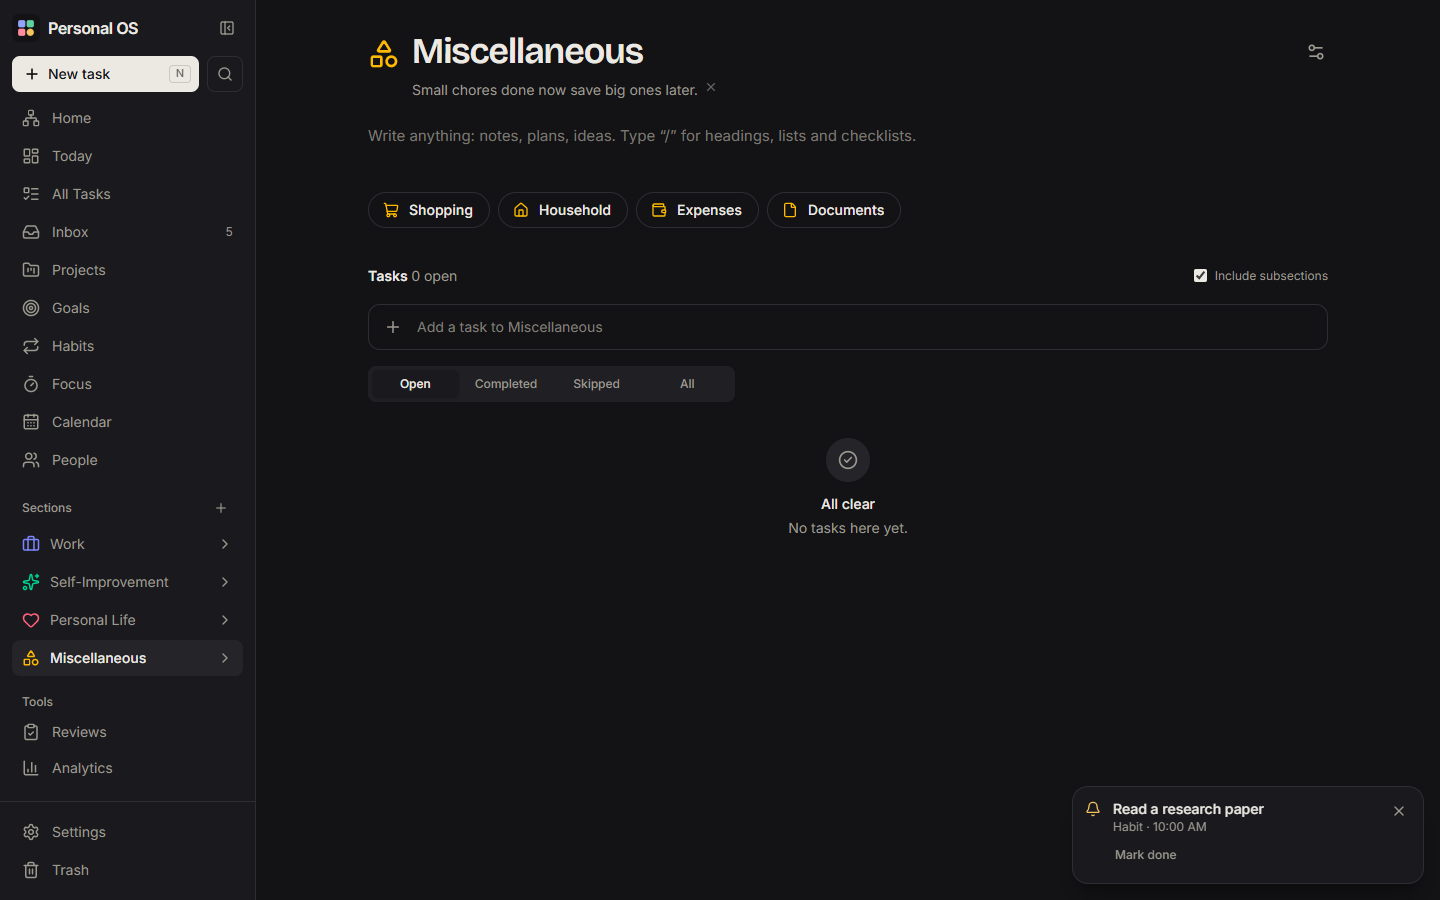 Personal OS
New task N
Home
Today
All Tasks
Inbox 5
Projects
Goals
Habits
Focus
Calendar
People
Sections
Work
Self-Improvement
Personal Life
Miscellaneous
Tools
Reviews
Analytics
Settings
Trash
Miscellaneous
Small chores done now save big ones later.
Write anything: notes, plans, ideas. Type “/” for headings, lists and checklists.
Shopping Household Expenses Documents
Tasks 0 open Include subsections
Add a task to Miscellaneous
Open Completed Skipped All
All clear
No tasks here yet.
Read a research paper
Habit · 10:00 AM
Mark done